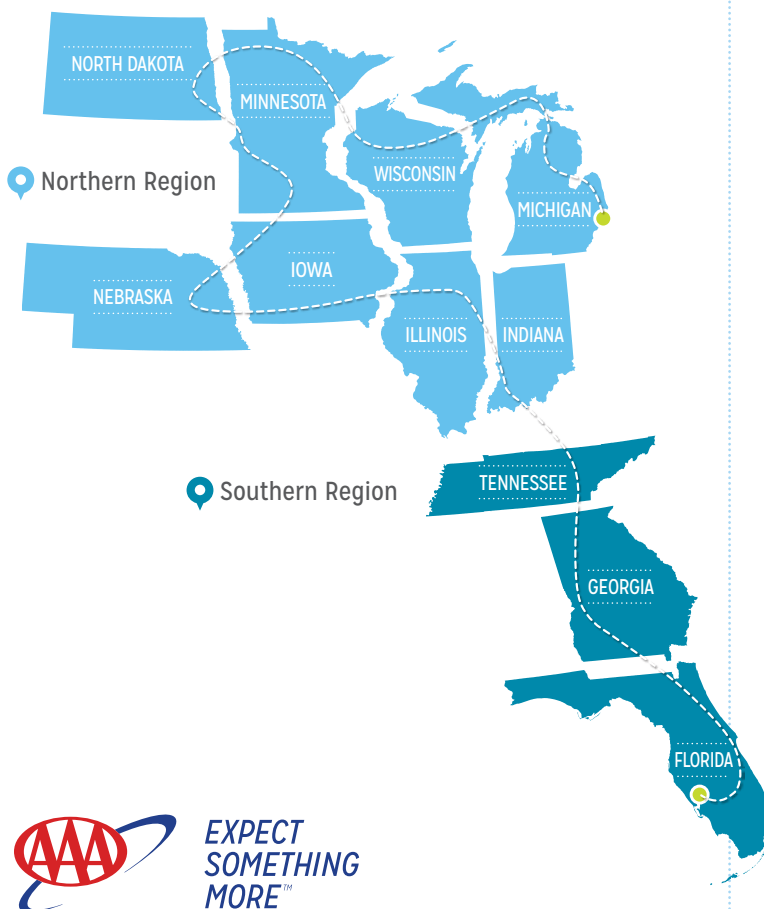 NORTH DAKOTA
MINNESOTA
WISCONSIN
Northern Region
MICHIGAN
IOWA
NEBRASKA
ILLINOIS
INDIANA
TENNESSEE
Southern Region
GEORGIA
FLORIDA
AAA
EXPECT
SOMETHING
MORE™